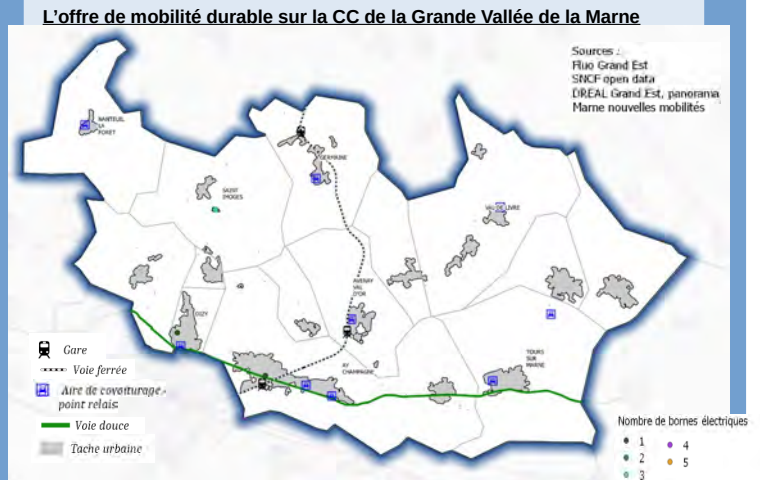 L’offre de mobilité durable sur la CC de la Grande Vallée de la Marne
Sources :
Fluo Grand Est
SNCF open data
DREAL Grand Est, panorama
Marne nouvelles mobilités
NANTEUIL
LA
FORET
GERMAINE
SAINT
IMOGES
VAL DE LIVRE
AVENAY
VAL
D'OR
DIZY
AY
CHAMPAGNE
TOURS
SUR
MARNE
Gare
Voie ferrée
Aire de covoiturage-
point relais
Voie douce
Tache urbaine
Nombre de bornes électriques
1
4
2
5
3